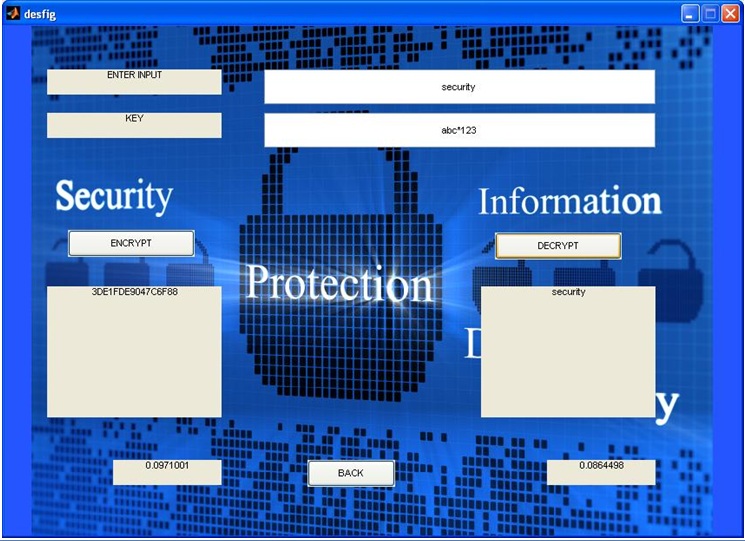 desfig
ENTER INPUT
security
KEY
abc*123
Security
Information
ENCRYPT
DECRYPT
Protection
3DE1FDE9047C6F88
security
D
y
0.0971001
BACK
0.0864498